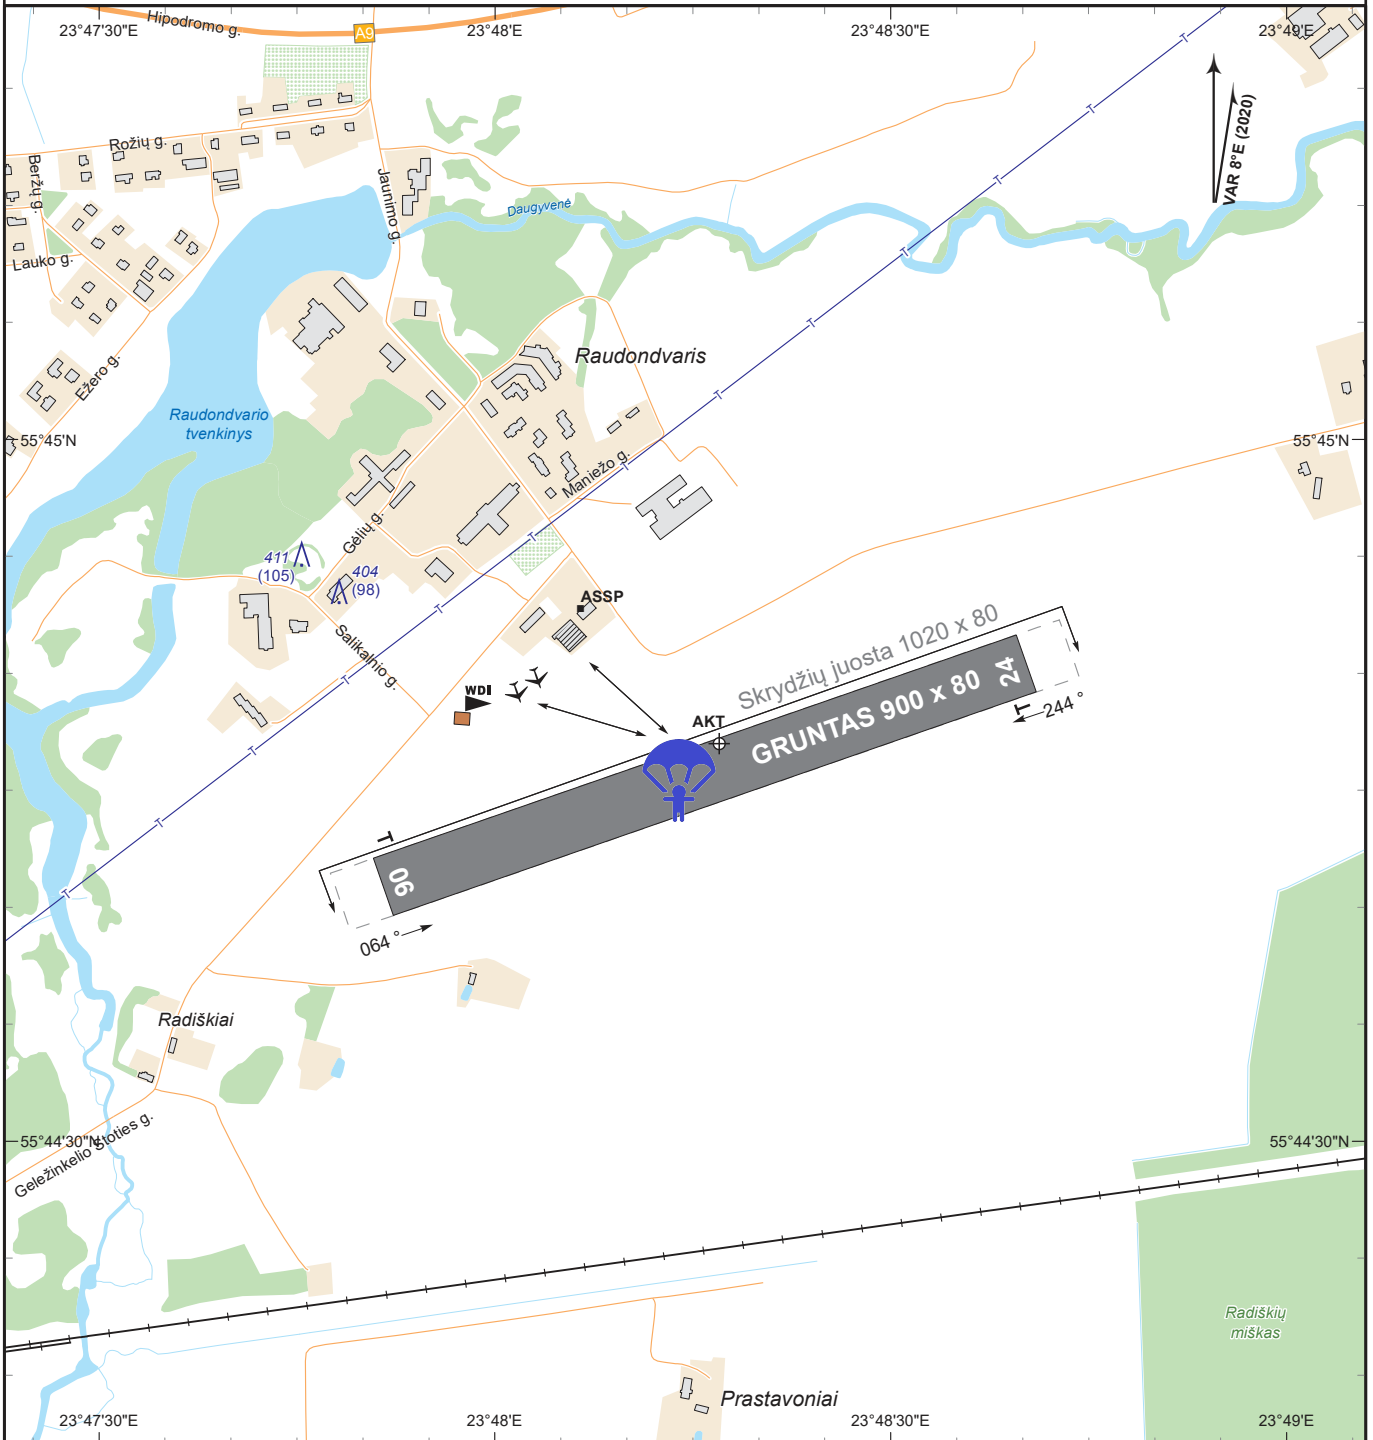 23°47'30"E
Hipodromo g.
A9
23°48'E
23°48'30"E
23°49'E
VAR 8°E (2020)
Rožių g.
Beržų g.
Jaunimo g.
Daugyvenė
Lauko g.
Ežero g.
Raudondvaris
Raudondvario
tvenkinys
55°45'N
55°45'N
Maniežo g.
Gėlių g.
411
(105)
404
(98)
ASSP
Salikalnio g.
WDI
Skrydžių juosta 1020 x 80
AKT
GRUNTAS 900 x 80
24
T
244°
T
06
064°
Radiškiai
55°44'30"N
Geležinkelio Stoties g.
55°44'30"N
Radiškių
miškas
Prastavoniai
23°47'30"E
23°48'E
23°48'30"E
23°49'E